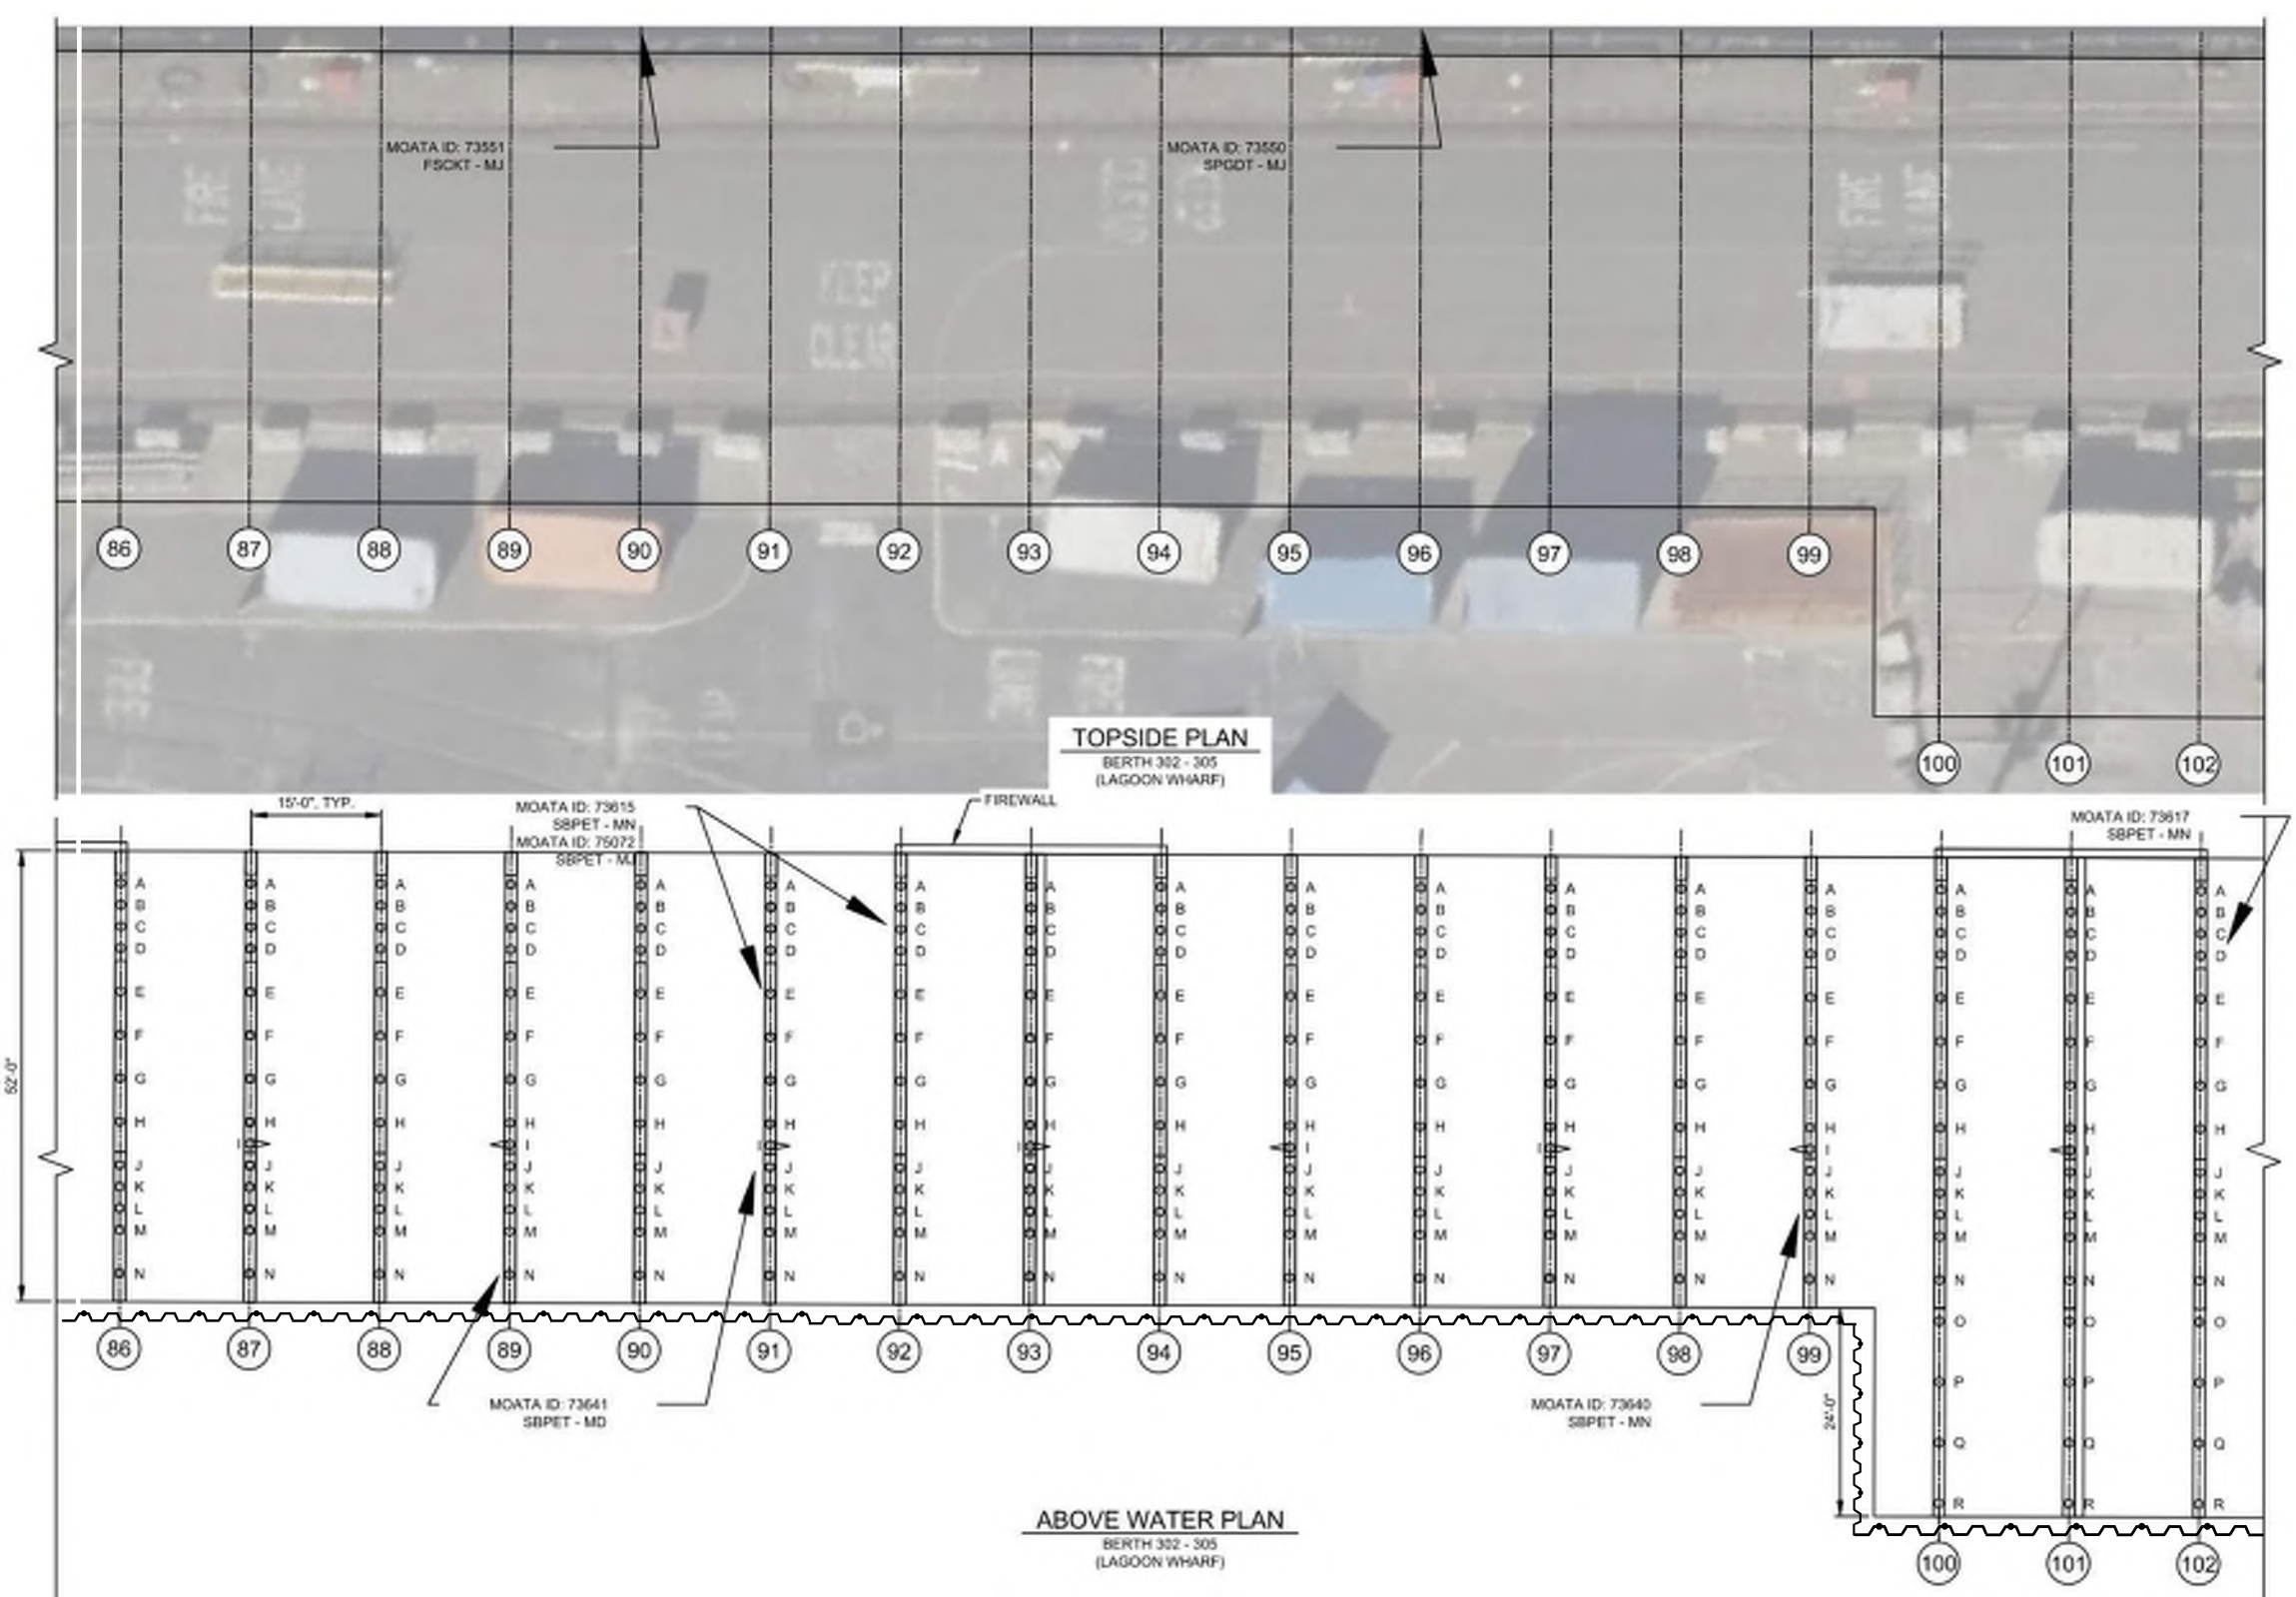 MOATA ID: 73551
FSCKT - MJ
MOATA ID: 73550
SPGDT - MJ
FIRE LANE
FIRE LANE
KEEP
CLEAR
86 87 88 89 90 91 92 93 94 95 96 97 98 99
100 101 102
TOPSIDE PLAN
BERTH 302 - 305
(LAGOON WHARF)
15'-0", TYP.
MOATA ID: 73615
SBPET - MN
MOATA ID: 75072
SBPET - MJ
FIREWALL
MOATA ID: 73617
SBPET - MN
A A A A A A A A A A A A A A A A A
B B B B B B B B B B B B B B B B B
C C C C C C C C C C C C C C C C C
D D D D D D D D D D D D D D D D D
E E E E E E E E E E E E E E E E E
F F F F F F F F F F F F F F F F F
52'-0"
G G G G G G G G G G G G G G G G G
H H H H H H H H H H H H H H H H H
I I I I I I I I
J J J J J J J J J J J J J J J J J
K K K K K K K K K K K K K K K K K
L L L L L L L L L L L L L L L L L
M M M M M M M M M M M M M M M M M
N N N N N N N N N N N N N N N N N
O O O
86 87 88 89 90 91 92 93 94 95 96 97 98 99
P P P
MOATA ID: 73641
SBPET - MD
MOATA ID: 73640
SBPET - MN
24'-0"
Q Q Q
R R R
ABOVE WATER PLAN
BERTH 302 - 305
(LAGOON WHARF)
100 101 102